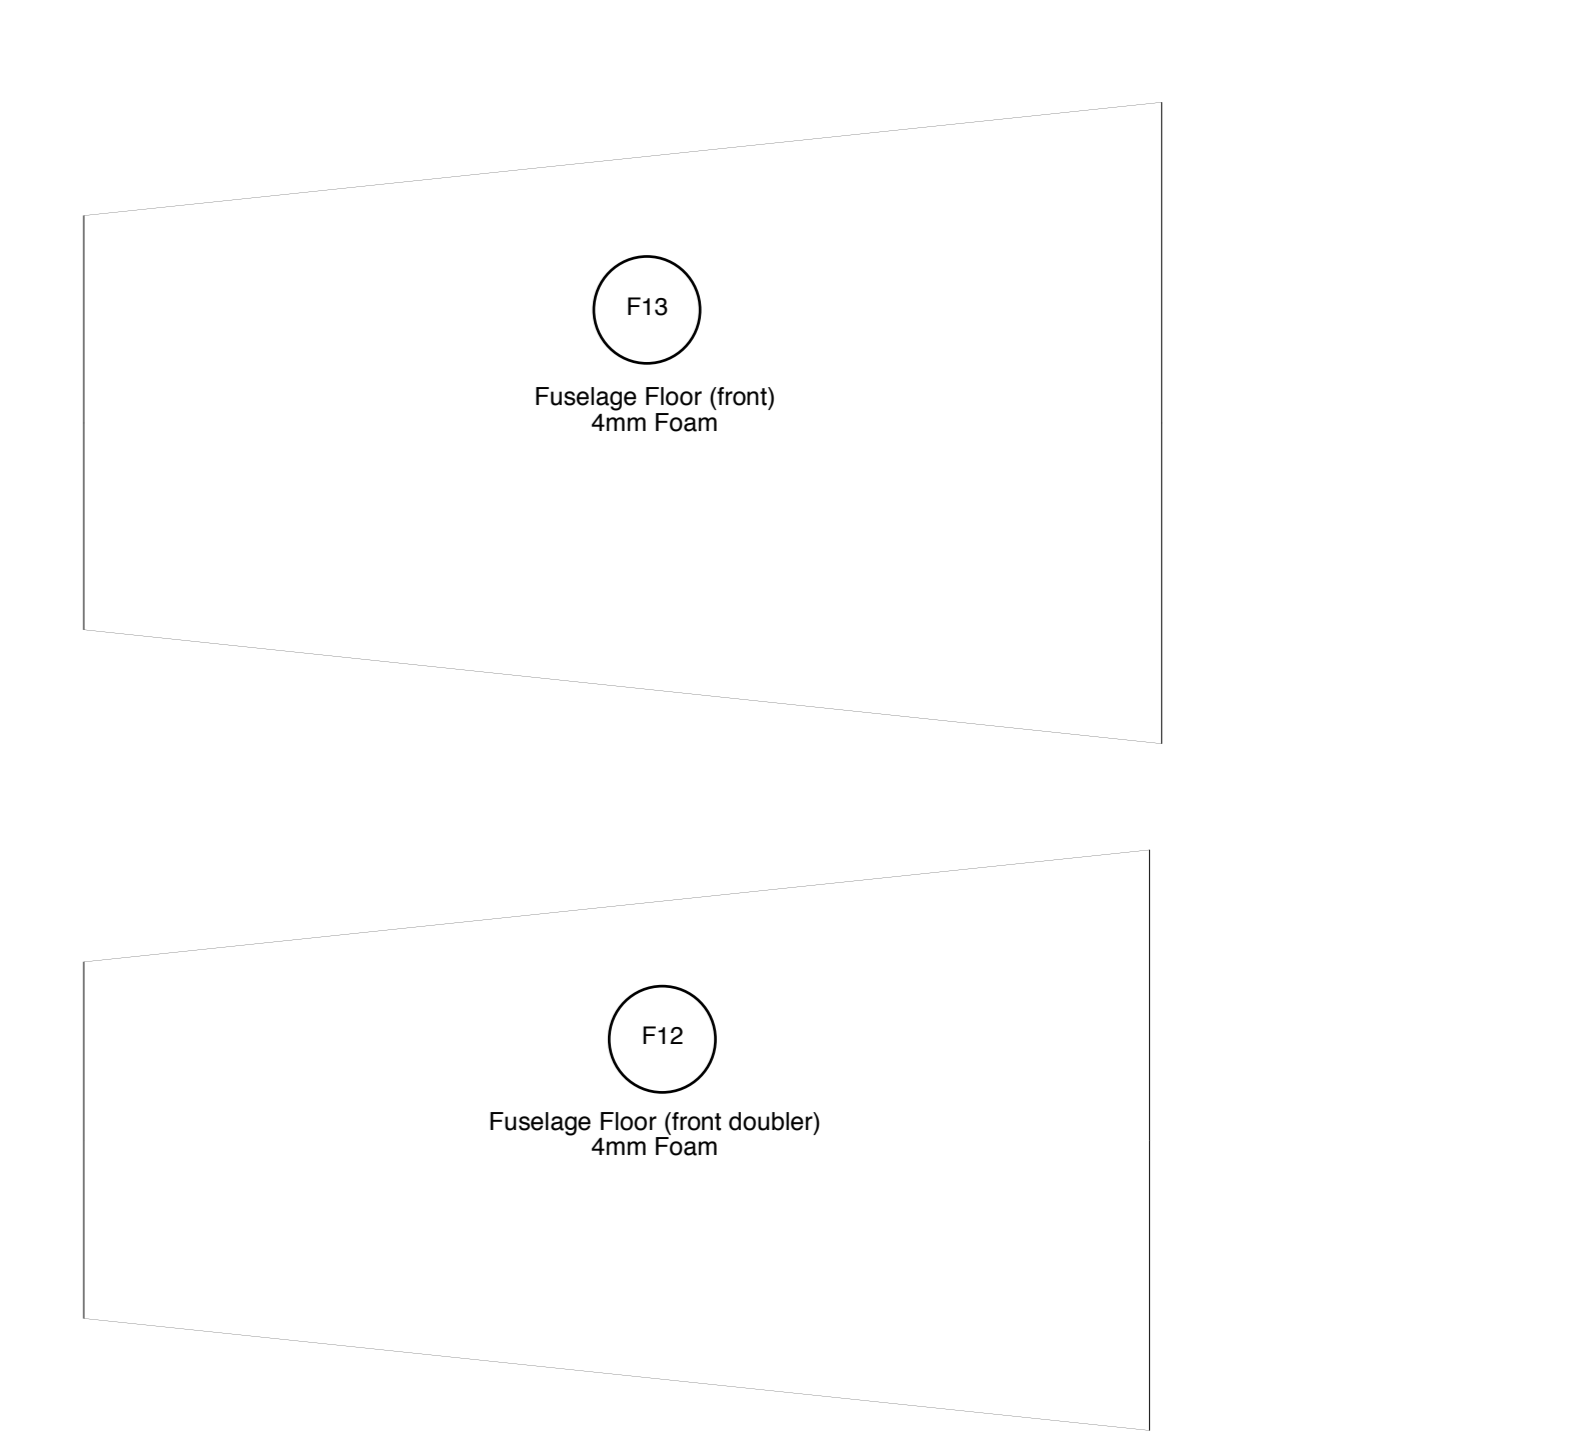 F13
Fuselage Floor (front)
4mm Foam
F12
Fuselage Floor (front doubler)
4mm Foam